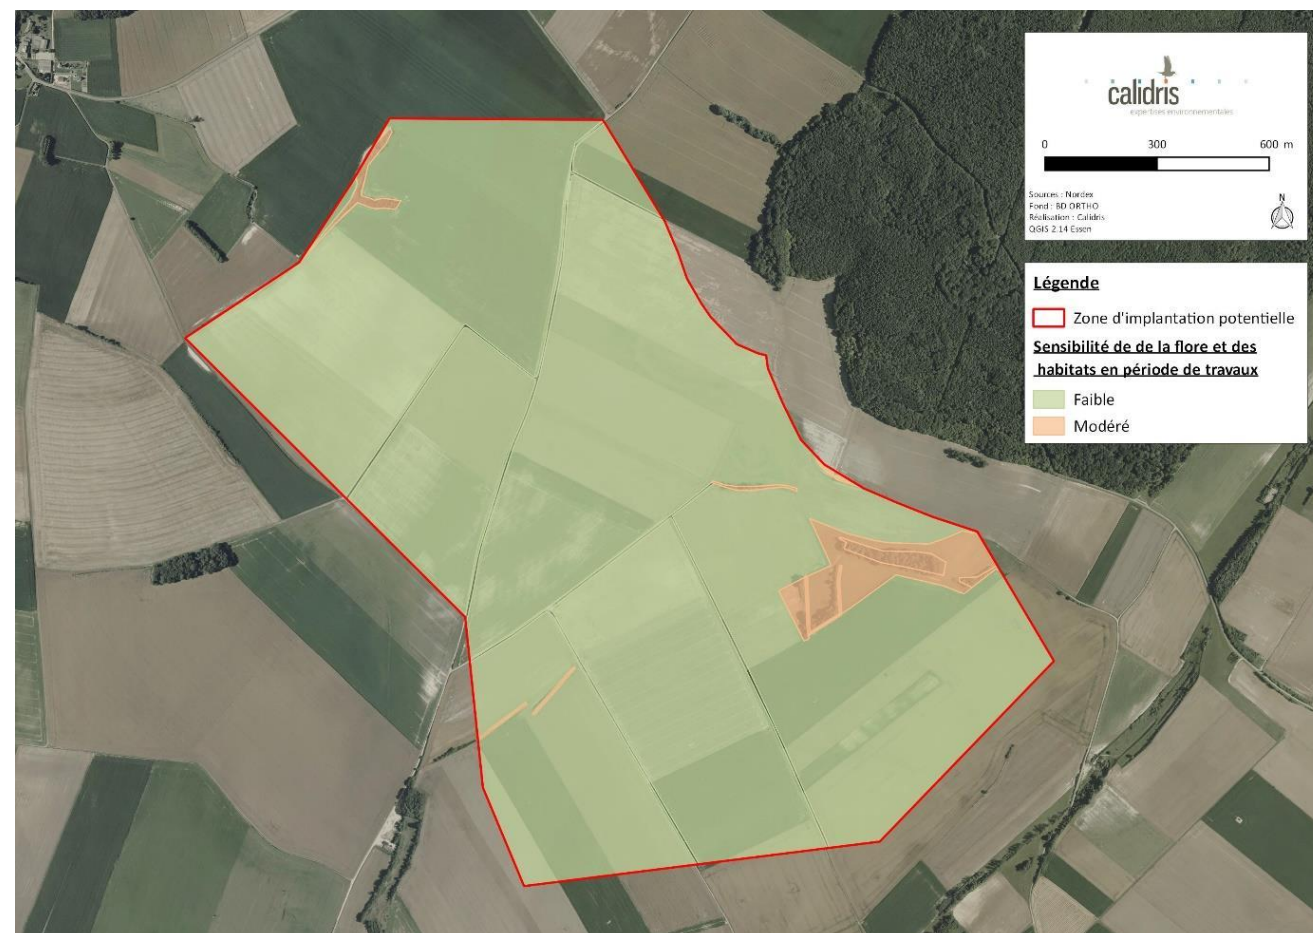 calidris
expertises environnementales
0 300 600 m
Sources : Nordex
Fond : BD ORTHO
Réalisation : Calidris
QGIS 2.14 Essen
N
Légende
Zone d'implantation potentielle
Sensibilité de de la flore et des
habitats en période de travaux
Faible
Modéré